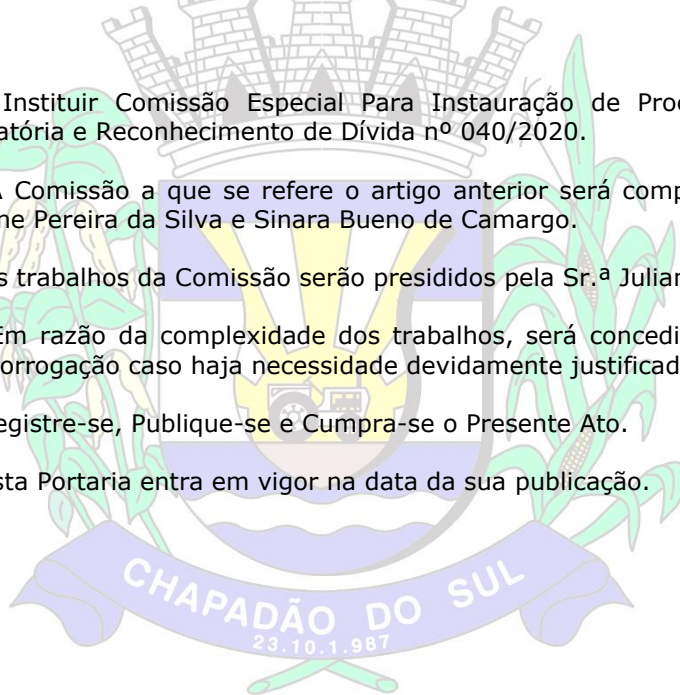 Instituir Comissão Especial Para Instauração de Proc
atória e Reconhecimento de Dívida nº 040/2020.
A Comissão a que se refere o artigo anterior será comp
ne Pereira da Silva e Sinara Bueno de Camargo.
s trabalhos da Comissão serão presididos pela Sr.ª Julian
Em razão da complexidade dos trabalhos, será concedi
orrogação caso haja necessidade devidamente justificad
egistre-se, Publique-se e Cumpra-se o Presente Ato.
sta Portaria entra em vigor na data da sua publicação.
CHAPADÃO DO SUL
23.10.1.987